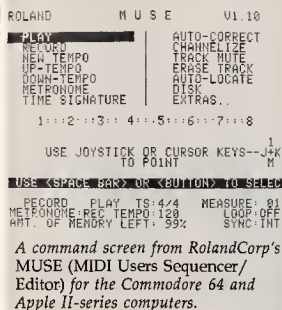 ROLAND M U S E V1.10
PLAY AUTO-CORRECT
RECORD CHANNELIZE
NEW TEMPO TRACK MUTE
UP-TEMPO ERASE TRACK
DOWN-TEMPO AUTO-LOCATE
METRONOME DISK
TIME SIGNATURE EXTRAS..
1:::2:::3:::4:::5:::6:::7:::8
1
USE JOYSTICK OR CURSOR KEYS--J+K
TO POINT M
USE <SPACE BAR> OR <BUTTON> TO SELEC
RECORD PLAY TS:4/4 MEASURE: 01
METRONOME:REC TEMPO:120 LOOP:OFF
AMT. OF MEMORY LEFT: 99% SYNC:INT
A command screen from RolandCorp's
MUSE (MIDI Users Sequencer/
Editor) for the Commodore 64 and
Apple II-series computers.